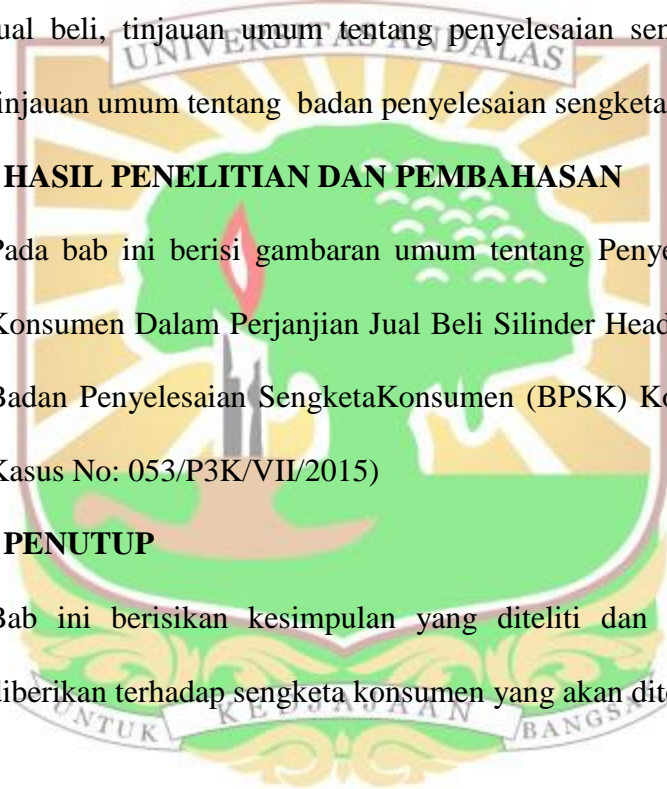 ual beli, tinjauan umum tentang penyelesaian sen
UNIVERSITAS ANDALAS
injauan umum tentang badan penyelesaian sengketa
HASIL PENELITIAN DAN PEMBAHASAN
Pada bab ini berisi gambaran umum tentang Penye
Konsumen Dalam Perjanjian Jual Beli Silinder Head
Badan Penyelesaian SengketaKonsumen (BPSK) Ko
Kasus No: 053/P3K/VII/2015)
PENUTUP
Bab ini berisikan kesimpulan yang diteliti dan
diberikan terhadap sengketa konsumen yang akan dite
UNTUK KEDJAJAAN BANGSA